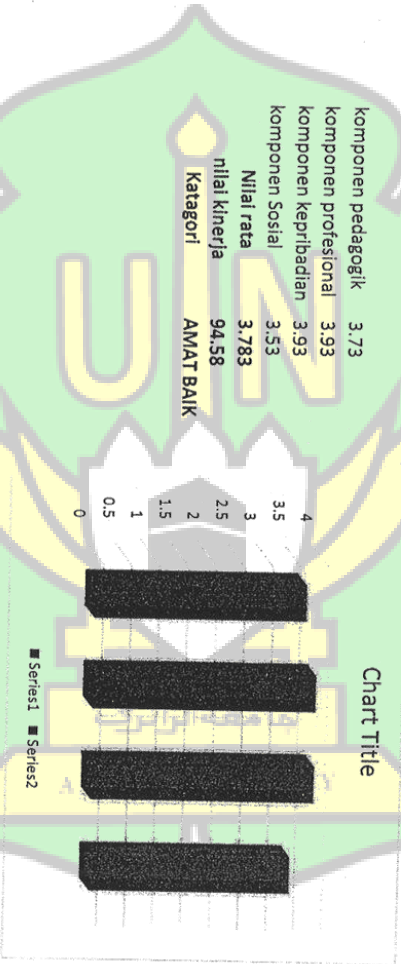 komponen pedagogik 3.73
komponen profesional 3.93
komponen kepribadian 3.93
komponen Sosial 3.53
Nilai rata 3.783
nilai kinerja 94.58
Katagori AMAT BAIK
Chart Title
4
3.5
3
2.5
2
1.5
1
0.5
0
Series1 Series2
UIN